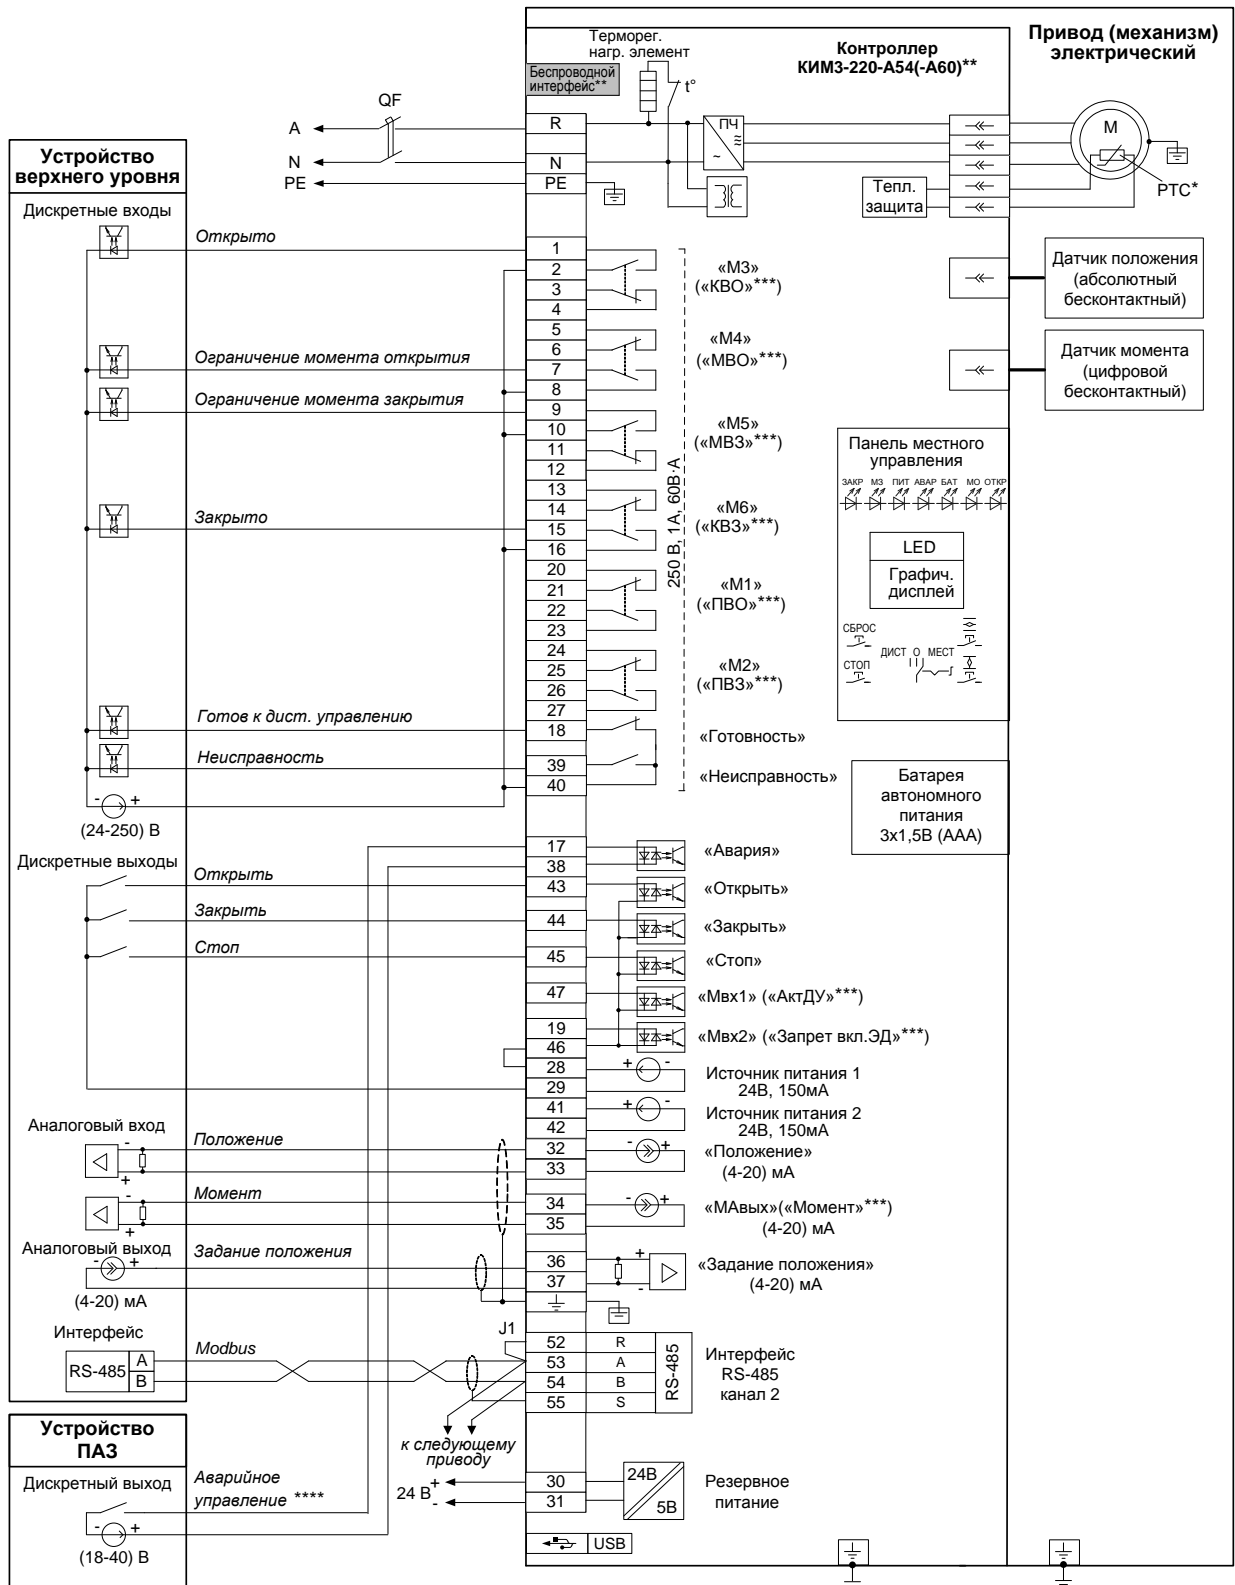 Привод (механизм)
электрический
Контроллер
КИМ3-220-А54(-А60)**
Терморег.
нагр. элемент
t°
Беспроводной
интерфейс**
QF
A
N
PE
R
N
PE
ПЧ
~
M
PTC*
Тепл.
защита
Устройство
верхнего уровня
Дискретные входы
Открыто
1
2
3
4
«М3»
(«КВО»***)
Датчик положения
(абсолютный
бесконтактный)
Ограничение момента открытия
5
6
7
8
«М4»
(«МВО»***)
Датчик момента
(цифровой
бесконтактный)
Ограничение момента закрытия
9
10
11
12
«М5»
(«МВЗ»***)
250 В, 1А, 60В·А
Панель местного
управления
ЗАКР МЗ ПИТ АВАР БАТ МО ОТКР
Закрыто
13
14
15
16
«М6»
(«КВЗ»***)
LED
Графич.
дисплей
20
21
22
23
«М1»
(«ПВО»***)
СБРОС
ДИСТ О МЕСТ
СТОП
24
25
26
27
«М2»
(«ПВЗ»***)
Готов к дист. управлению
18
«Готовность»
Неисправность
39
40
«Неисправность»
- +
(24-250) В
Батарея
автономного
питания
3х1,5В (ААА)
Дискретные выходы
17
38
«Авария»
Открыть
43
«Открыть»
Закрыть
44
«Закрыть»
Стоп
45
«Стоп»
47
«Мвх1» («АктДУ»***)
19
46
«Мвх2» («Запрет вкл.ЭД»***)
28
29
+ -
Источник питания 1
24В, 150мА
41
42
+ -
Источник питания 2
24В, 150мА
Аналоговый вход
- +
Положение
32
33
- +
«Положение»
(4-20) мА
- +
Момент
34
35
- +
«МАвых»(«Момент»***)
(4-20) мА
Аналоговый выход
- +
(4-20) мА
Задание положения
36
37
+ -
«Задание положения»
(4-20) мА
Интерфейс
RS-485
A
B
Modbus
J1
52 R
53 A
54 B
55 S
RS-485
Интерфейс
RS-485
канал 2
к следующему
приводу
Устройство
ПАЗ
Дискретный выход
- +
(18-40) В
Аварийное
управление ****
24 В
+
-
30
31
24В
5В
Резервное
питание
USB